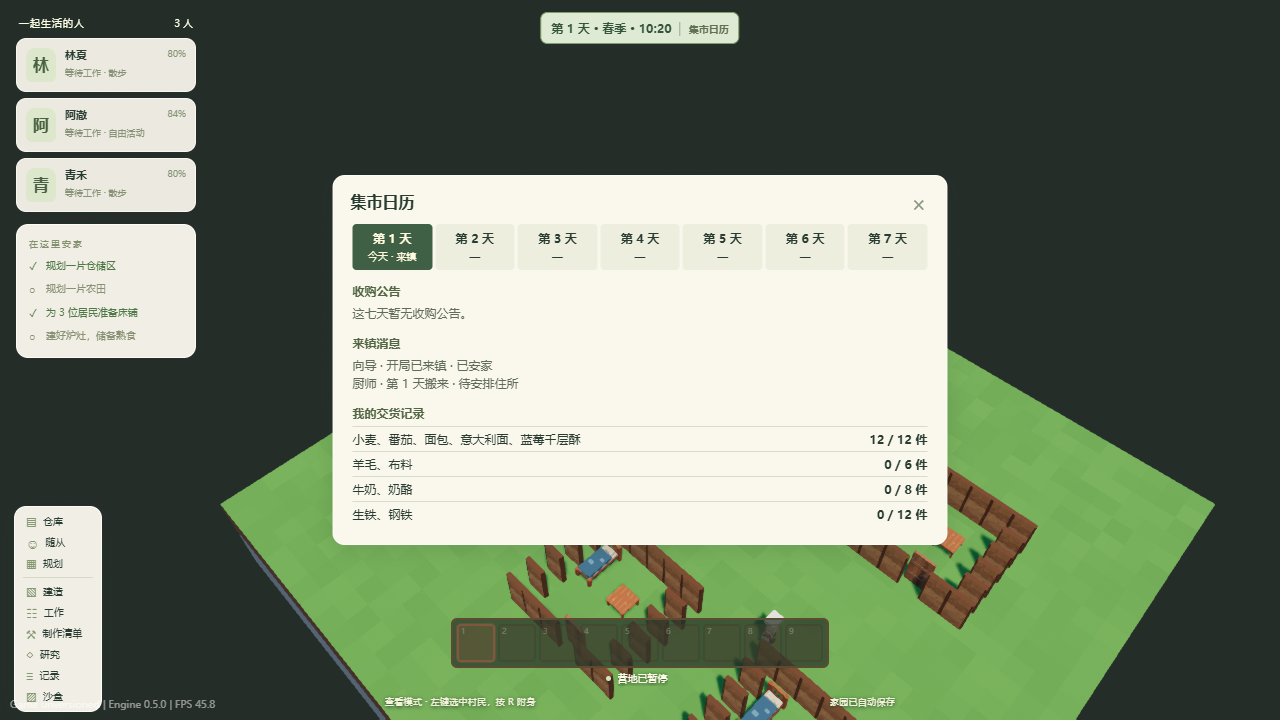 一起生活的人 3 人
林 林夏 80%
等待工作 · 散步
阿 阿澈 84%
等待工作 · 自由活动
青 青禾 80%
等待工作 · 散步
在这里安家
✓ 规划一片仓储区
○ 规划一片农田
✓ 为 3 位居民准备床铺
○ 建好炉灶，储备熟食
第 1 天 • 春季 • 10:20 | 集市日历
集市日历 ×
第 1 天 第 2 天 第 3 天 第 4 天 第 5 天 第 6 天 第 7 天
今天 · 来镇 — — — — — —
收购公告
这七天暂无收购公告。
来镇消息
向导 · 开局已来镇 · 已安家
厨师 · 第 1 天搬来 · 待安排住所
我的交货记录
小麦、番茄、面包、意大利面、蓝莓千层酥 12 / 12 件
羊毛、布料 0 / 6 件
牛奶、奶酪 0 / 8 件
生铁、钢铁 0 / 12 件
仓库
随从
规划
建造
工作
制作清单
研究
记录
沙盒
1 2 3 4 5 6 7 8 9
营地已暂停
查看模式 · 左键选中村民，按 R 附身
家园已自动保存
| Engine 0.5.0 | FPS 45.8